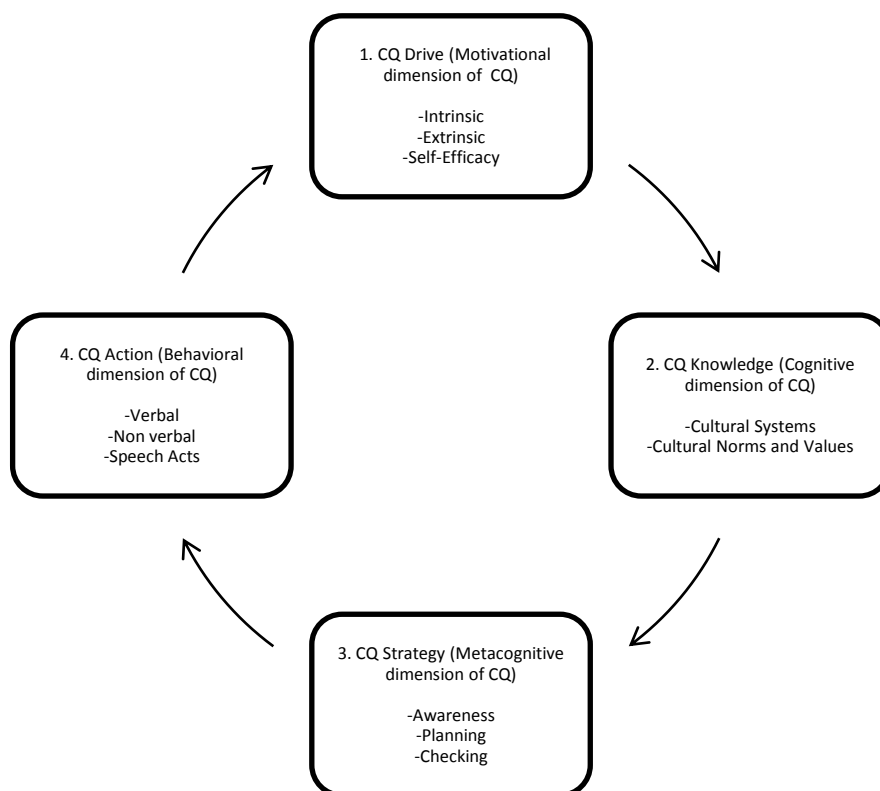 1. CQ Drive (Motivational
dimension of  CQ)
-Intrinsic
-Extrinsic
-Self-Efficacy
2. CQ Knowledge (Cognitive
dimension of CQ)
-Cultural Systems
-Cultural Norms and Values
3. CQ Strategy (Metacognitive
dimension of CQ)
-Awareness
-Planning
-Checking
4. CQ Action (Behavioral
dimension of CQ)
-Verbal
-Non verbal
-Speech Acts